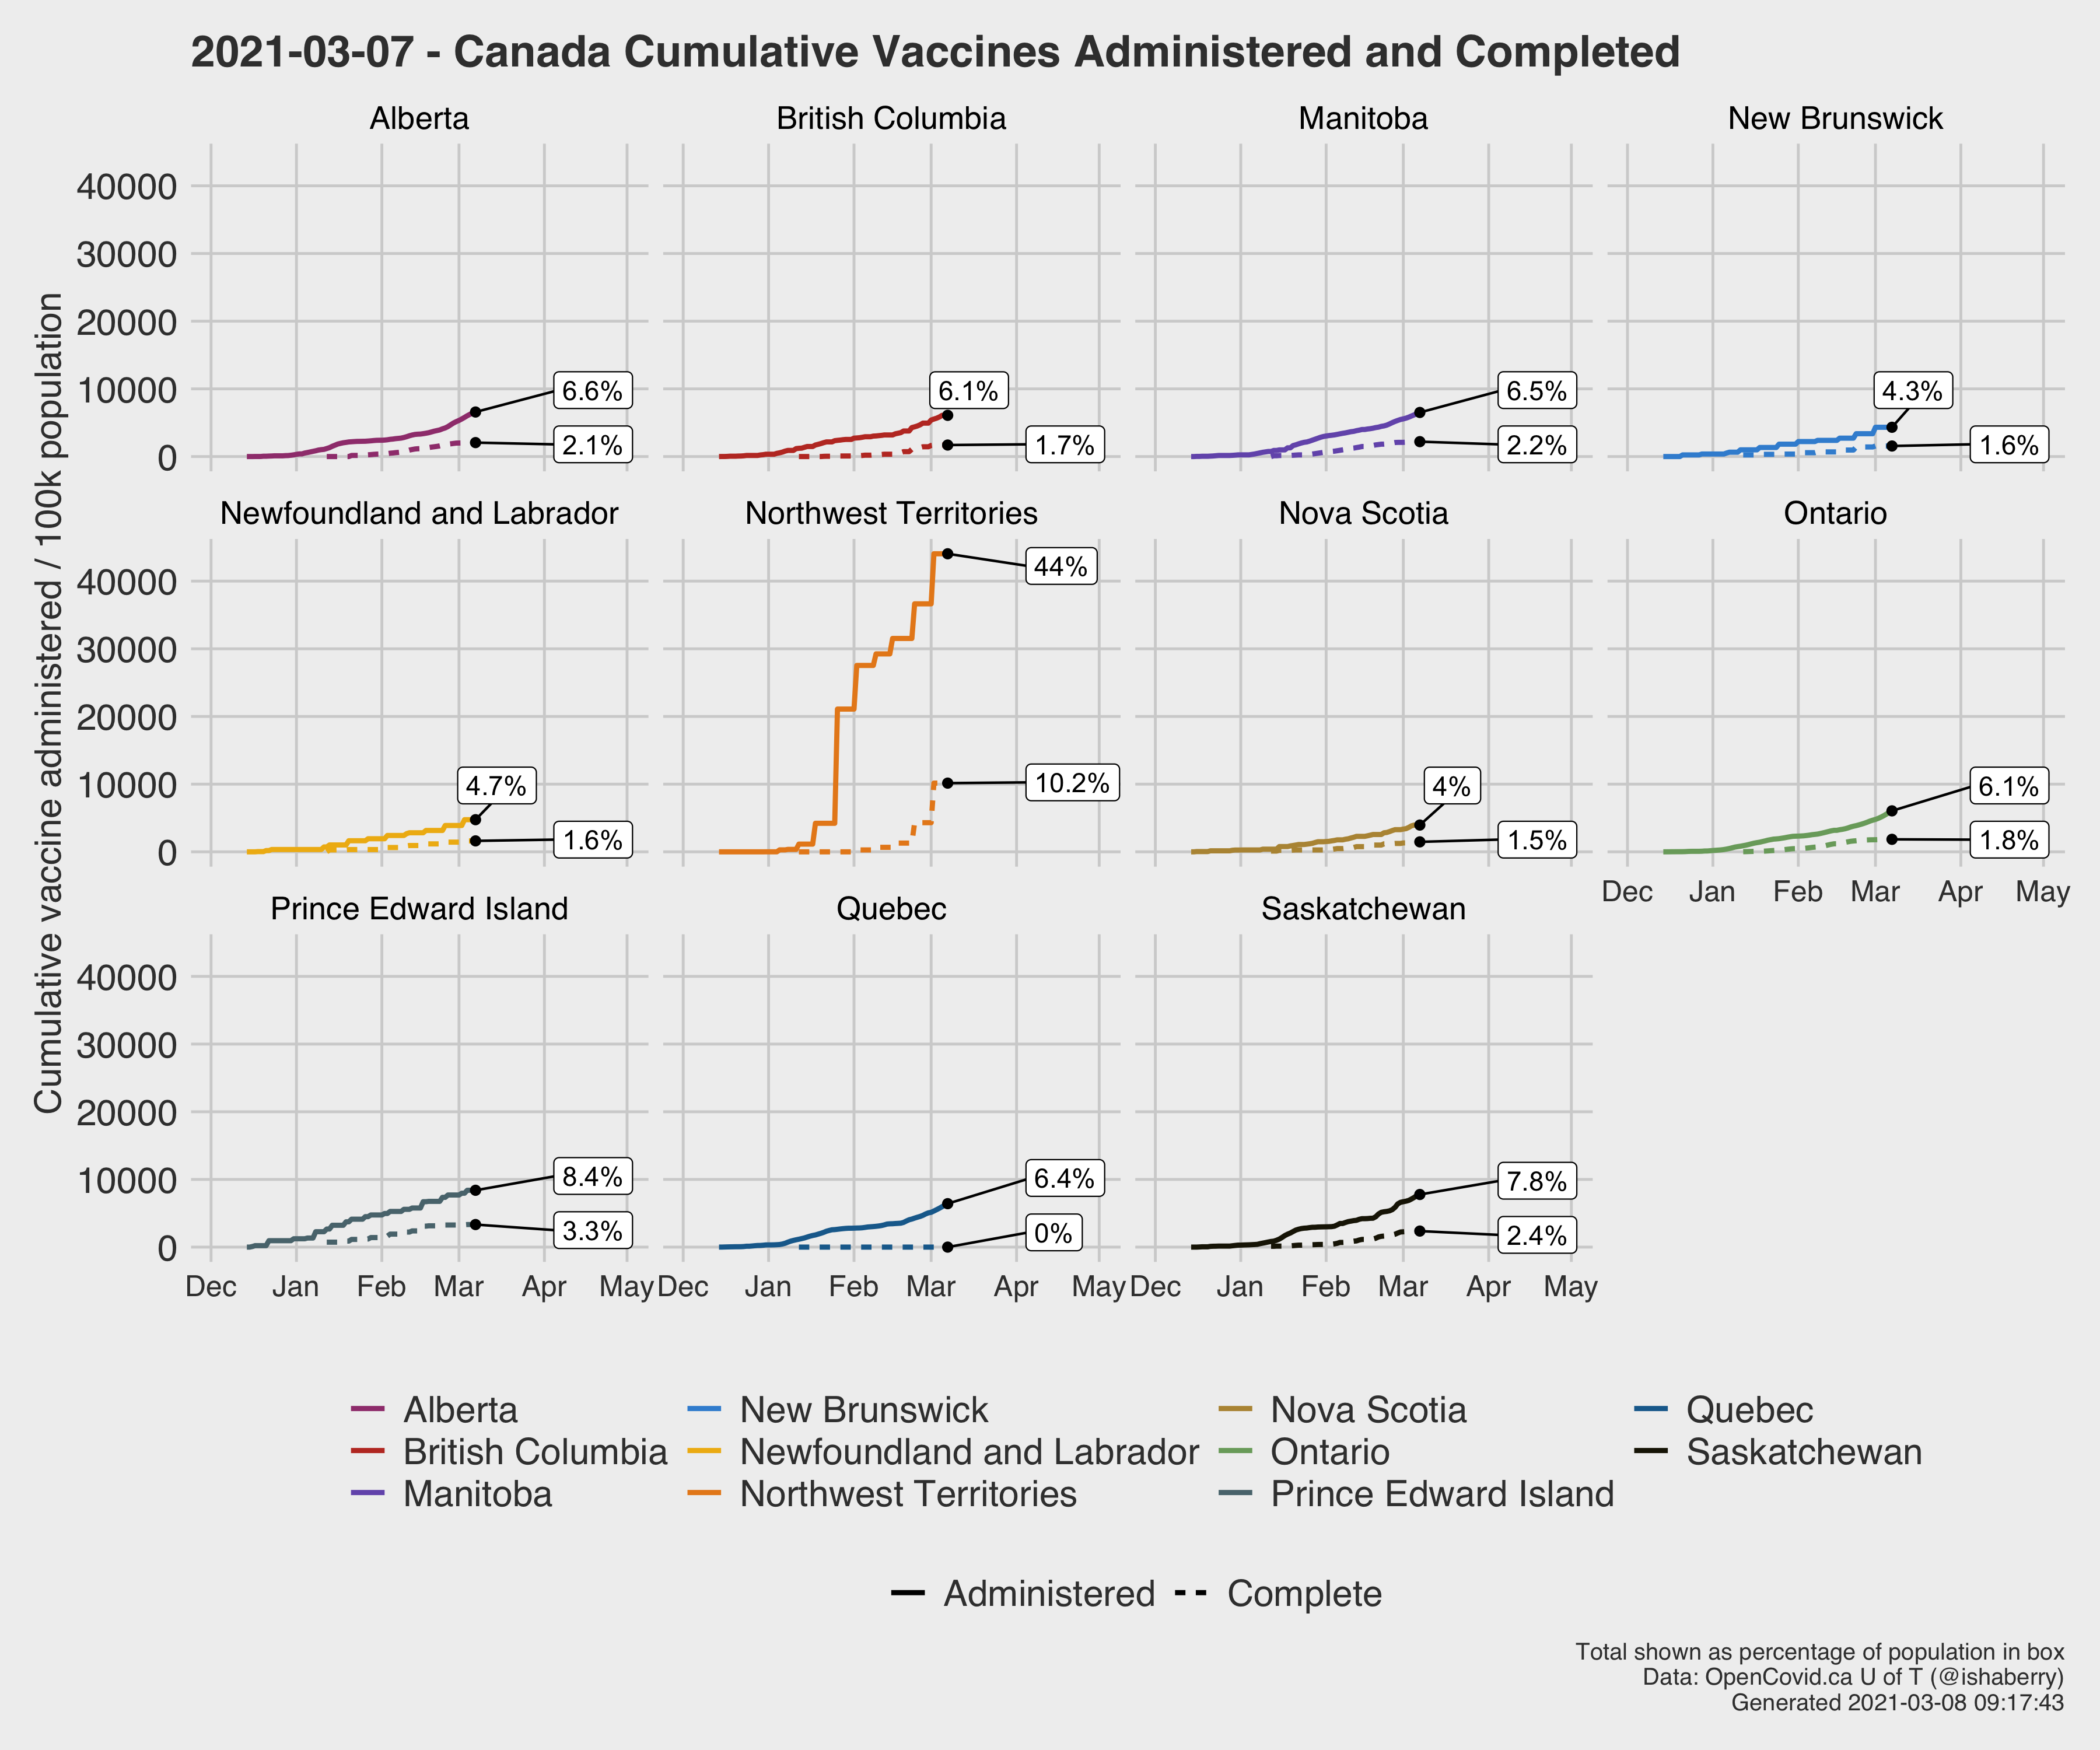 2021-03-07 - Canada Cumulative Vaccines Administered and Completed
Cumulative vaccine administered / 100k population
Alberta
British Columbia
Manitoba
New Brunswick
40000
30000
20000
10000
0
6.6%
2.1%
6.1%
1.7%
6.5%
2.2%
4.3%
1.6%
Newfoundland and Labrador
Northwest Territories
Nova Scotia
Ontario
40000
30000
20000
10000
0
4.7%
1.6%
44%
10.2%
4%
1.5%
6.1%
1.8%
Dec Jan Feb Mar Apr May
Prince Edward Island
Quebec
Saskatchewan
40000
30000
20000
10000
0
8.4%
3.3%
6.4%
0%
7.8%
2.4%
Dec Jan Feb Mar Apr May
Dec Jan Feb Mar Apr May
Dec Jan Feb Mar Apr May
Alberta
British Columbia
Manitoba
New Brunswick
Newfoundland and Labrador
Northwest Territories
Nova Scotia
Ontario
Prince Edward Island
Quebec
Saskatchewan
Administered
Complete
Total shown as percentage of population in box
Data: OpenCovid.ca U of T (@ishaberry)
Generated 2021-03-08 09:17:43